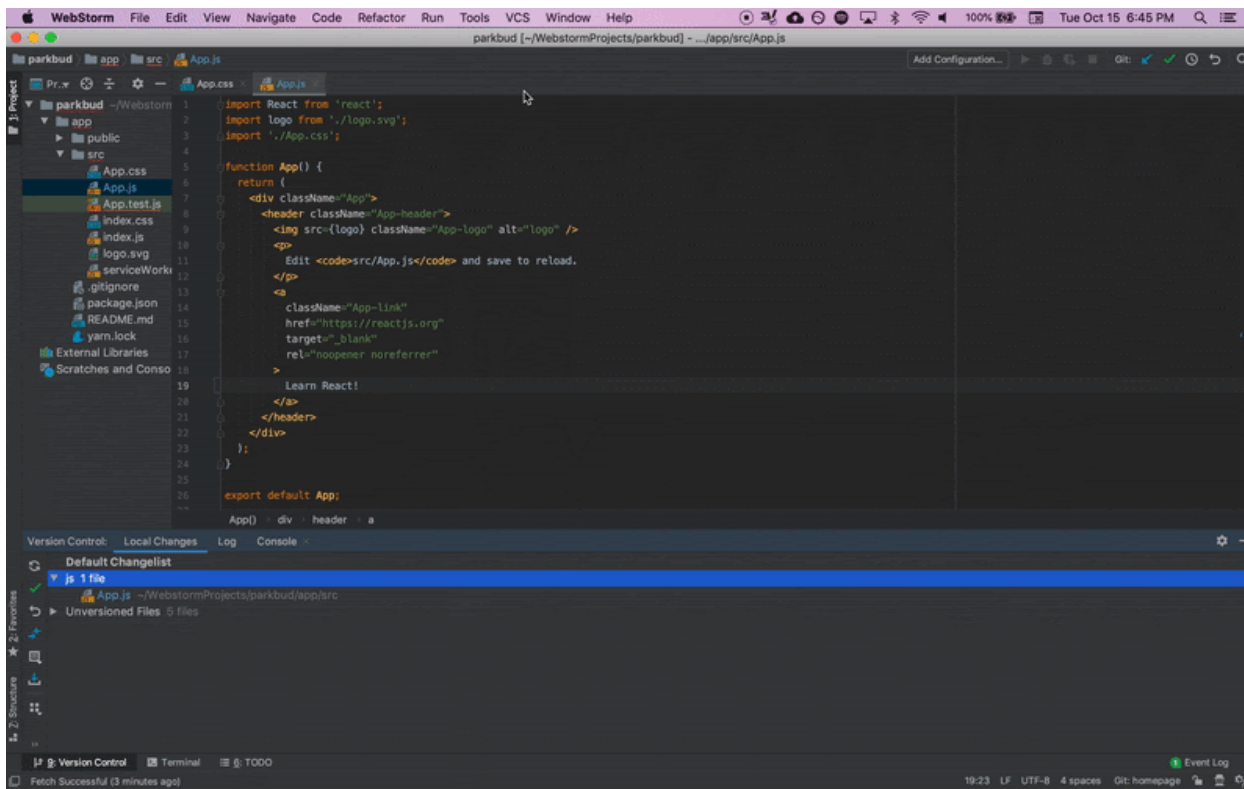 WebStorm File Edit View Navigate Code Refactor Run Tools VCS Window Help 100% Tue Oct 15 6:45 PM
parkbud [~/WebstormProjects/parkbud] - .../app/src/App.js
parkbud app src App.js Add Configuration... Git:
1: Project
Pr... App.css App.js
parkbud ~/Webstorm
app
public
src
App.css
App.js
App.test.js
index.css
index.js
logo.svg
serviceWork
.gitignore
package.json
README.md
yarn.lock
External Libraries
Scratches and Conso
1 import React from 'react';
2 import logo from './logo.svg';
3 import './App.css';
4
5 function App() {
6 return (
7 <div className="App">
8 <header className="App-header">
9 <img src={logo} className="App-logo" alt="logo" />
10 <p>
11 Edit <code>src/App.js</code> and save to reload.
12 </p>
13 <a
14 className="App-link"
15 href="https://reactjs.org"
16 target="_blank"
17 rel="noopener noreferrer"
18 >
19 Learn React!
20 </a>
21 </header>
22 </div>
23 );
24 }
25
26 export default App;
App() div header a
Version Control: Local Changes Log Console
Default Changelist
js 1 file
App.js ~/WebstormProjects/parkbud/app/src
Unversioned Files 5 files
2: Favorites
Z: Structure
9: Version Control Terminal 6: TODO 1 Event Log
Fetch Successful (3 minutes ago) 19:23 LF UTF-8 4 spaces Git: homepage